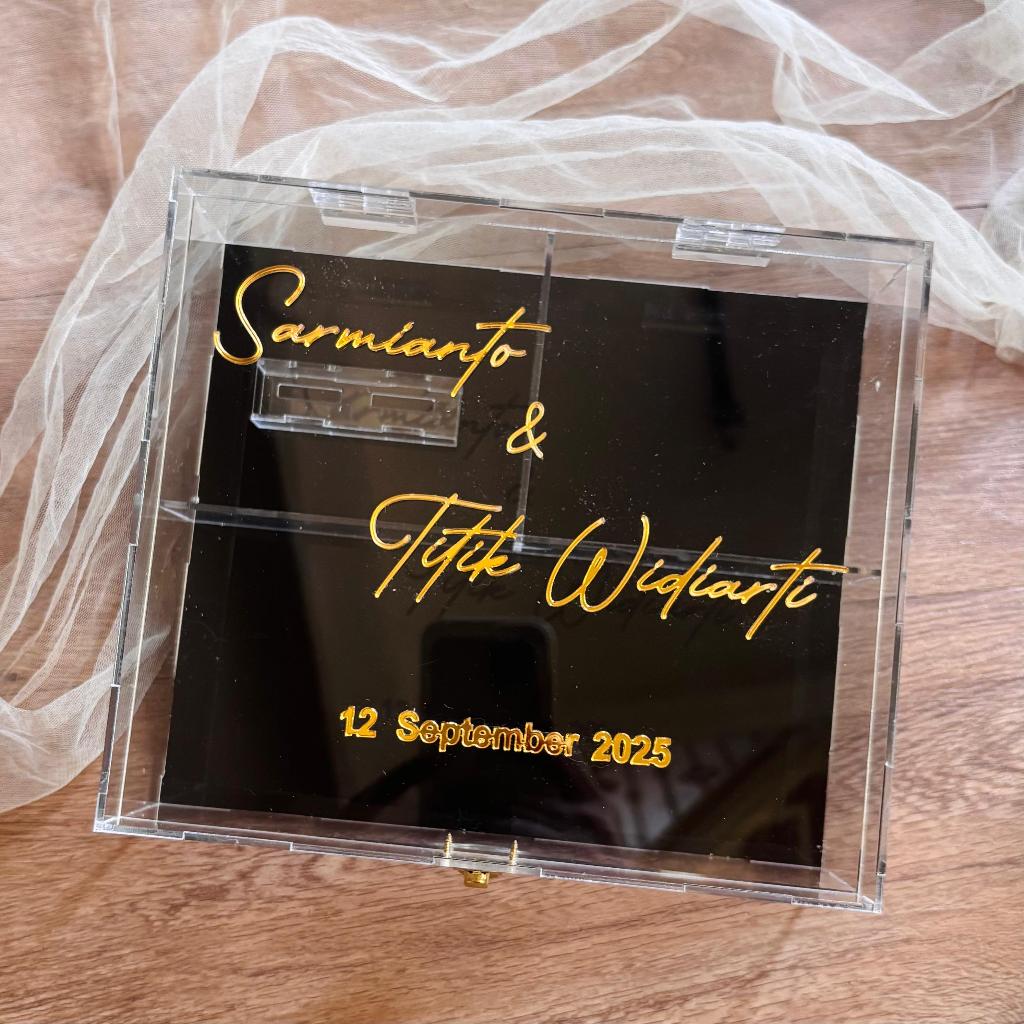 Sarmianto
&
Titik Widiarti
12 September 2025